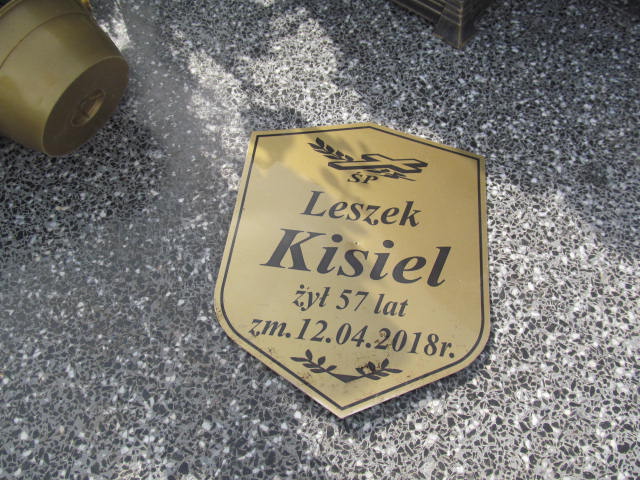 ŚP
Leszek
Kisiel
żył 57 lat
zm.12.04.2018r.